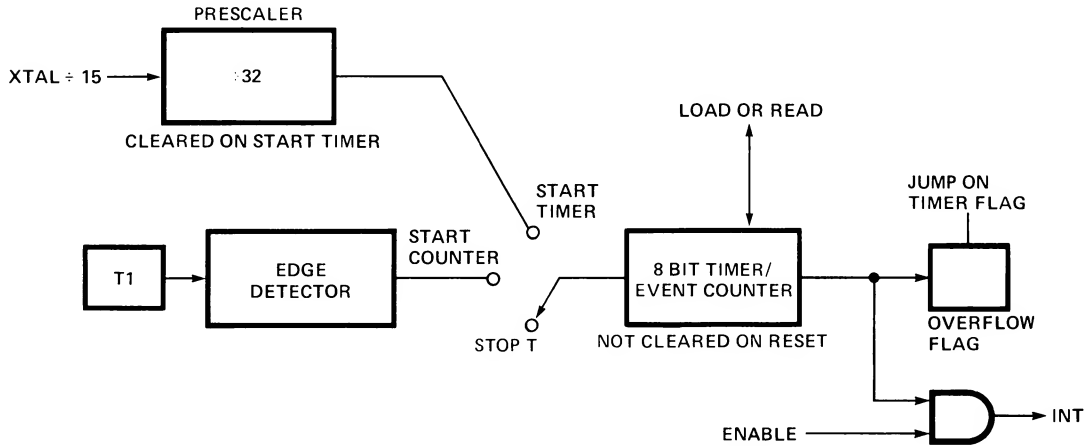 PRESCALER
XTAL ÷ 15
÷32
CLEARED ON START TIMER
LOAD OR READ
START
TIMER
JUMP ON
TIMER FLAG
START
COUNTER
T1
EDGE
DETECTOR
8 BIT TIMER/
EVENT COUNTER
STOP T
NOT CLEARED ON RESET
OVERFLOW
FLAG
ENABLE
INT